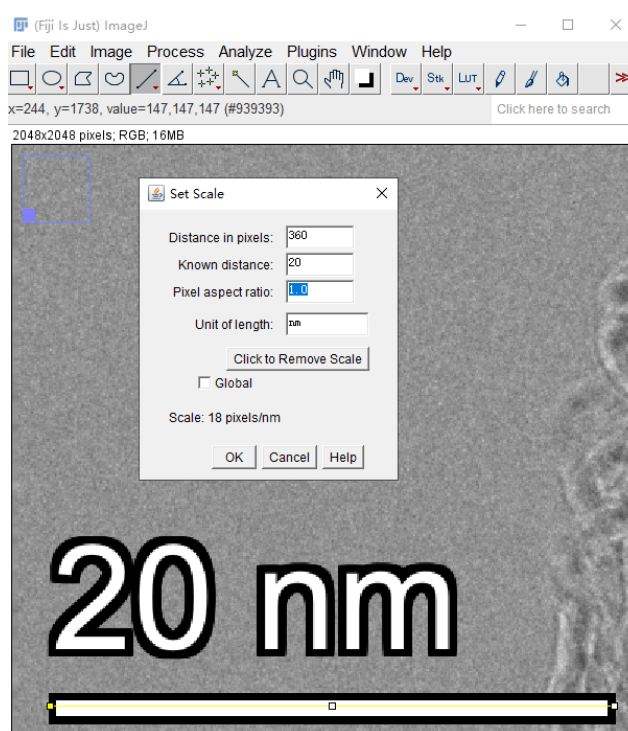 (Fiji Is Just) ImageJ
File Edit Image Process Analyze Plugins Window Help
Dev Stk LUT
x=244, y=1738, value=147,147,147 (#939393) Click here to search
2048x2048 pixels; RGB; 16MB
Set Scale
Distance in pixels: 360
Known distance: 20
Pixel aspect ratio: 1.0
Unit of length: nm
Click to Remove Scale
Global
Scale: 18 pixels/nm
OK Cancel Help
20 nm